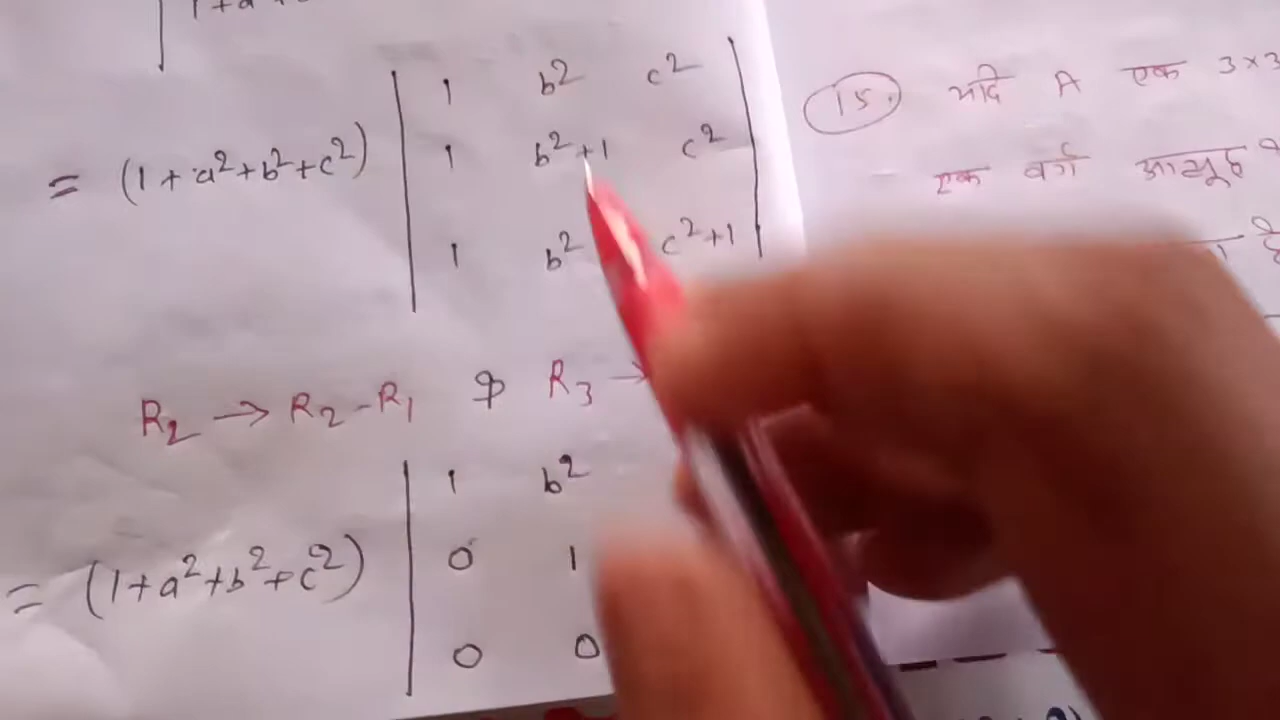 1+a
1 b² c²
= (1+a²+b²+c²) 1 b²+1 c²
1 b² c²+1
R₂ → R₂-R₁ & R₃ →
1 b²
= (1+a²+b²+c²) 0 1
0 0
15. यदि A एक 3×3
एक वर्ग आव्यूह